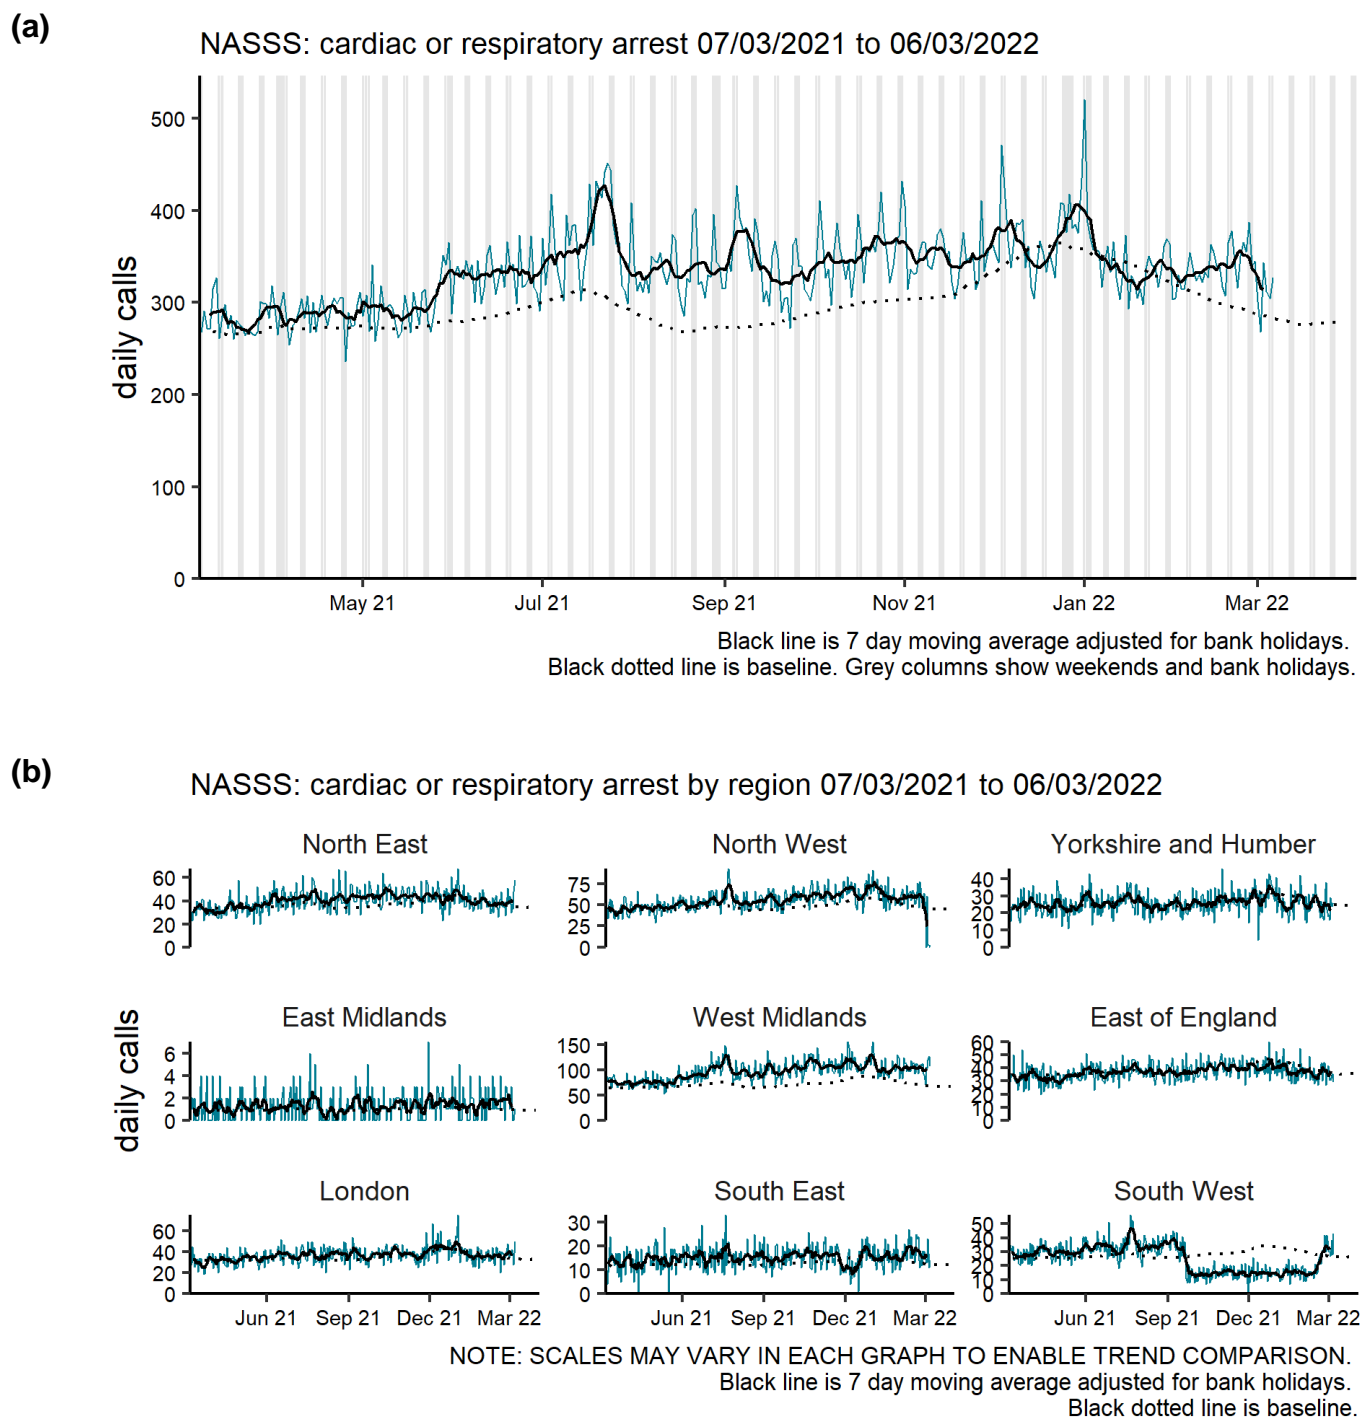 (a)
NASSS: cardiac or respiratory arrest 07/03/2021 to 06/03/2022
daily calls
500
400
300
200
100
0
May 21 Jul 21 Sep 21 Nov 21 Jan 22 Mar 22
Black line is 7 day moving average adjusted for bank holidays.
Black dotted line is baseline. Grey columns show weekends and bank holidays.
(b)
NASSS: cardiac or respiratory arrest by region 07/03/2021 to 06/03/2022
daily calls
North East
60
40
20
0
North West
75
50
25
0
Yorkshire and Humber
40
30
20
10
0
East Midlands
6
4
2
0
West Midlands
150
100
50
0
East of England
60
50
40
30
20
10
0
London
60
40
20
0
South East
30
20
10
0
South West
50
40
30
20
10
0
Jun 21 Sep 21 Dec 21 Mar 22 Jun 21 Sep 21 Dec 21 Mar 22 Jun 21 Sep 21 Dec 21 Mar 22
NOTE: SCALES MAY VARY IN EACH GRAPH TO ENABLE TREND COMPARISON.
Black line is 7 day moving average adjusted for bank holidays.
Black dotted line is baseline.